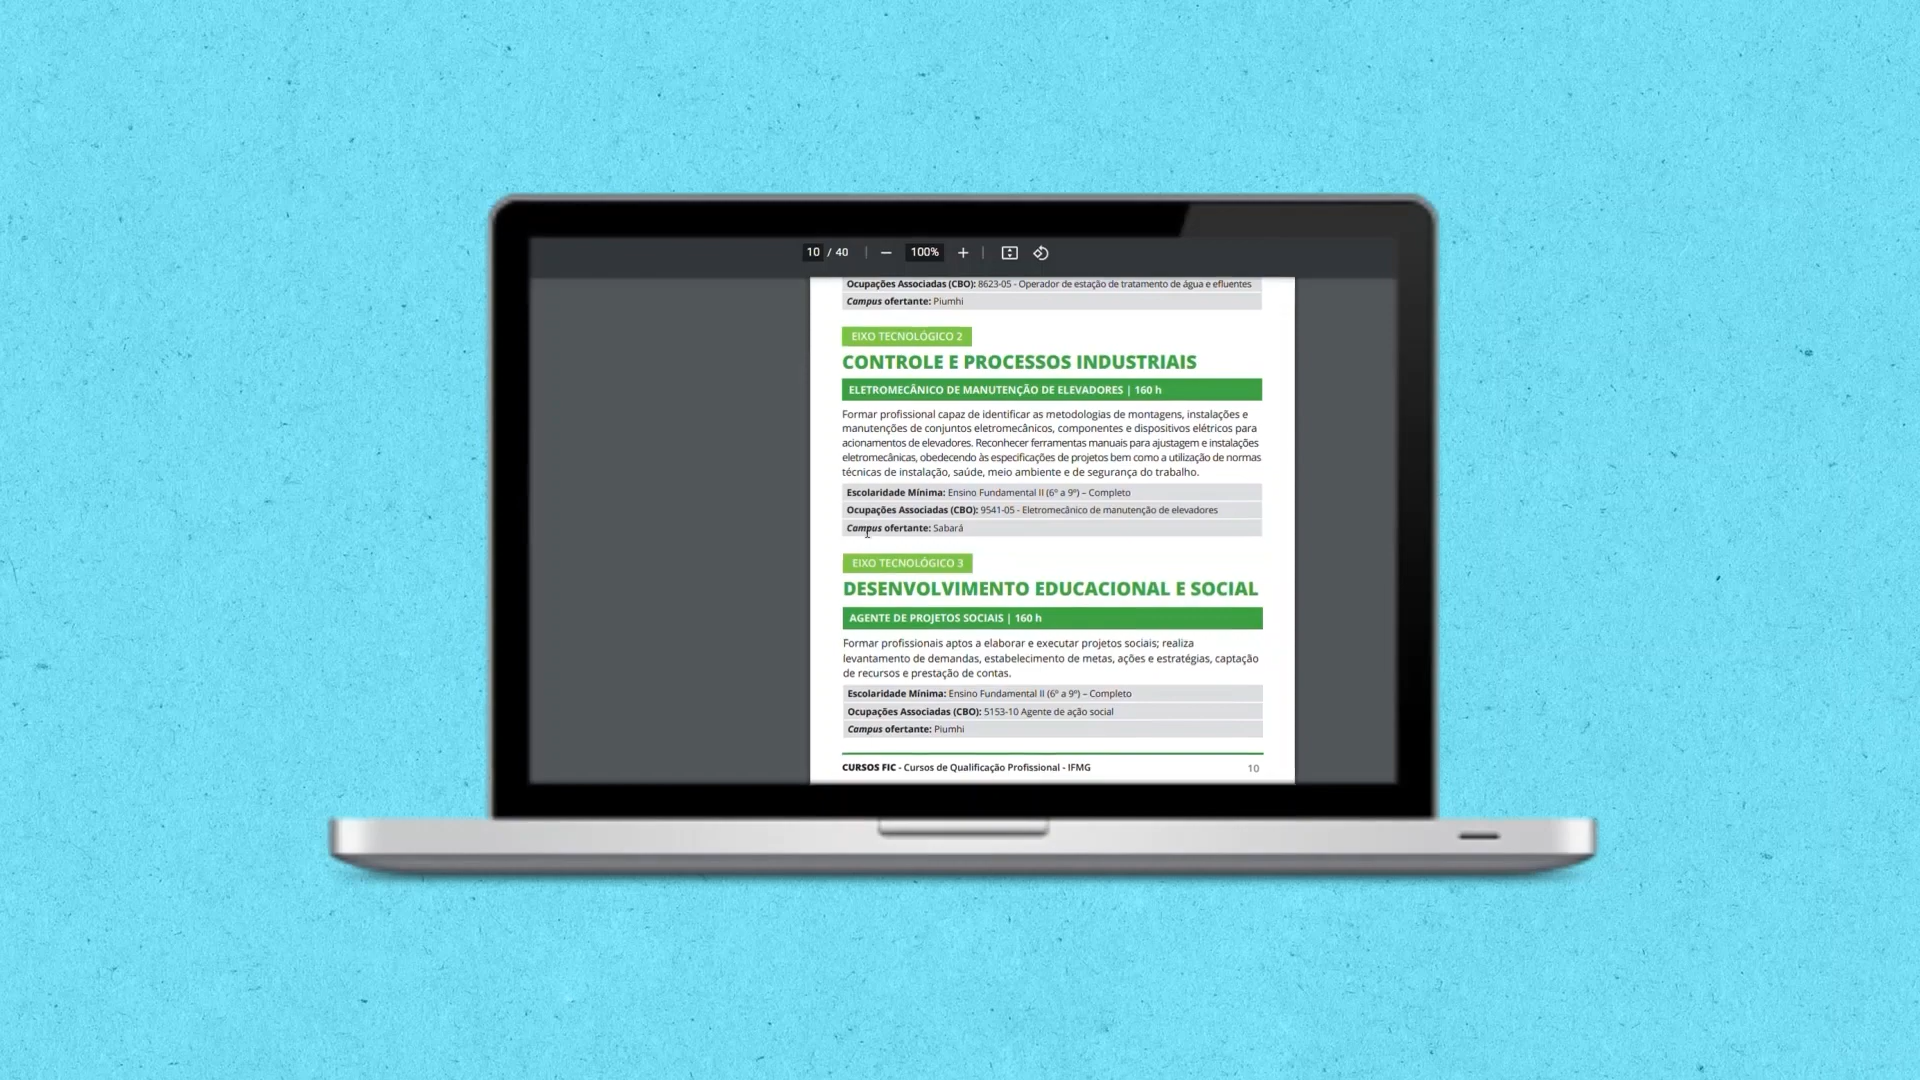 10 / 40 | — 100% + |
Ocupações Associadas (CBO): 8623-05 - Operador de estação de tratamento de água e efluentes
Campus ofertante: Piumhi
EIXO TECNOLÓGICO 2
CONTROLE E PROCESSOS INDUSTRIAIS
ELETROMECÂNICO DE MANUTENÇÃO DE ELEVADORES | 160 h
Formar profissional capaz de identificar as metodologias de montagens, instalações e
manutenções de conjuntos eletromecânicos, componentes e dispositivos elétricos para
acionamentos de elevadores. Reconhecer ferramentas manuais para ajustagem e instalações
eletromecânicas, obedecendo às especificações de projetos bem como a utilização de normas
técnicas de instalação, saúde, meio ambiente e de segurança do trabalho.
Escolaridade Mínima: Ensino Fundamental II (6º a 9º) – Completo
Ocupações Associadas (CBO): 9541-05 - Eletromecânico de manutenção de elevadores
Campus ofertante: Sabará
EIXO TECNOLÓGICO 3
DESENVOLVIMENTO EDUCACIONAL E SOCIAL
AGENTE DE PROJETOS SOCIAIS | 160 h
Formar profissionais aptos a elaborar e executar projetos sociais; realiza
levantamento de demandas, estabelecimento de metas, ações e estratégias, captação
de recursos e prestação de contas.
Escolaridade Mínima: Ensino Fundamental II (6º a 9º) – Completo
Ocupações Associadas (CBO): 5153-10 Agente de ação social
Campus ofertante: Piumhi
CURSOS FIC - Cursos de Qualificação Profissional - IFMG 10